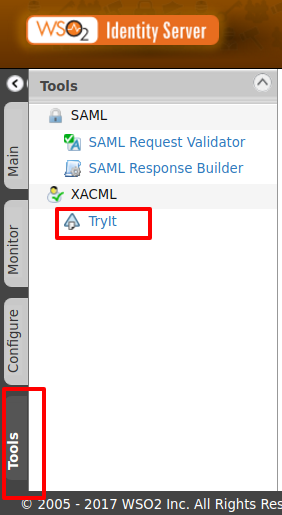 WSO2 Identity Server
Tools
SAML
SAML Request Validator
SAML Response Builder
XACML
TryIt
Main
Monitor
Configure
Tools
© 2005 - 2017 WSO2 Inc. All Rights Res